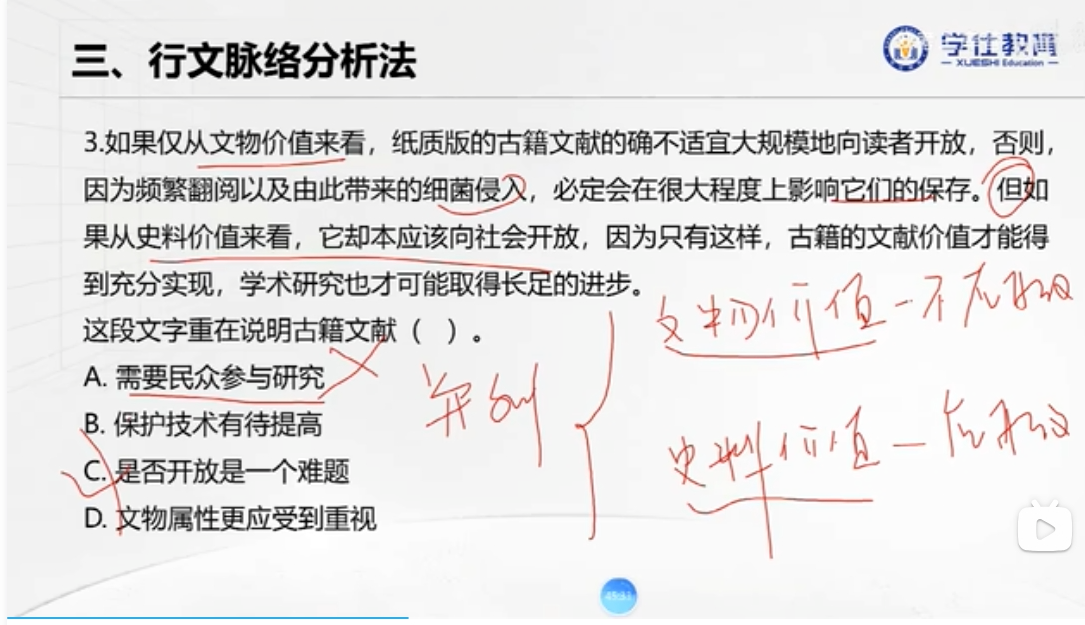 三、行文脉络分析法
学仕教育
XUESHI Education
3.如果仅从文物价值来看，纸质版的古籍文献的确不适宜大规模地向读者开放，否则，
因为频繁翻阅以及由此带来的细菌侵入，必定会在很大程度上影响它们的保存。但如
果从史料价值来看，它却本应该向社会开放，因为只有这样，古籍的文献价值才能得
到充分实现，学术研究也才可能取得长足的进步。
这段文字重在说明古籍文献（ ）。
A. 需要民众参与研究
B. 保护技术有待提高
C. 是否开放是一个难题
D. 文物属性更应受到重视
并列
文物价值—不应开放
史料价值—应开放
45:33